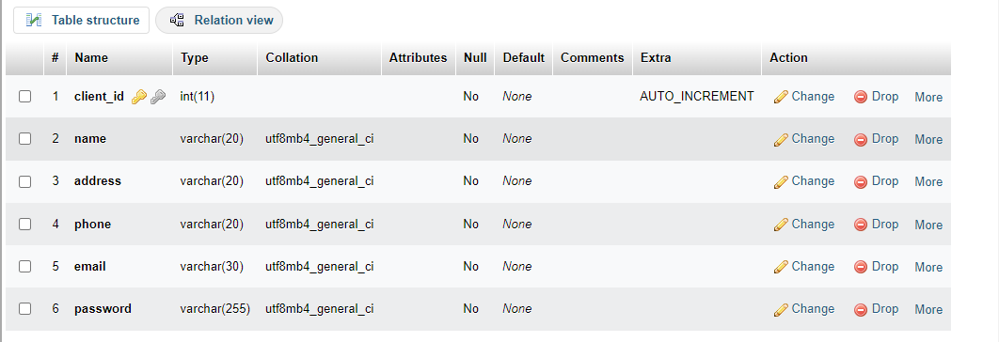 Table structure Relation view
# Name Type Collation Attributes Null Default Comments Extra Action
1 client_id int(11) No None AUTO_INCREMENT Change Drop More
2 name varchar(20) utf8mb4_general_ci No None Change Drop More
3 address varchar(20) utf8mb4_general_ci No None Change Drop More
4 phone varchar(20) utf8mb4_general_ci No None Change Drop More
5 email varchar(30) utf8mb4_general_ci No None Change Drop More
6 password varchar(255) utf8mb4_general_ci No None Change Drop More